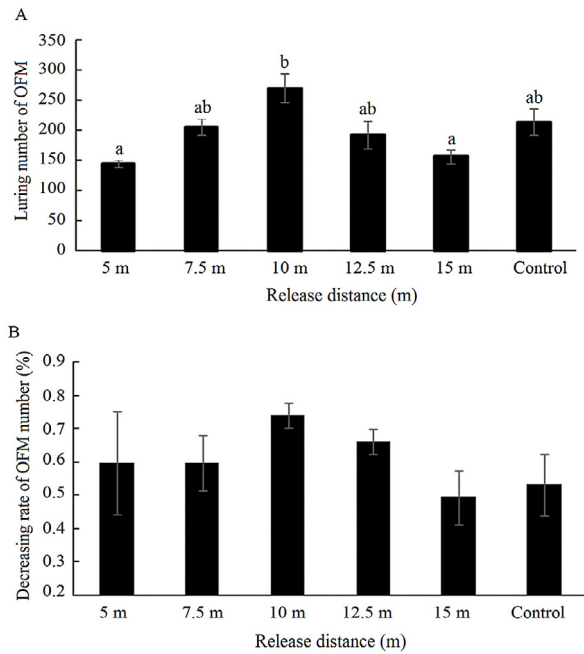 A
Luring number of OFM
350
300
250
200
150
100
50
0
a
ab
b
ab
a
ab
5 m
7.5 m
10 m
12.5 m
15 m
Control
Release distance (m)
B
Decreasing rate of OFM number (%)
0.9
0.8
0.7
0.6
0.5
0.4
0.3
0.2
5 m
7.5 m
10 m
12.5 m
15 m
Control
Release distance (m)